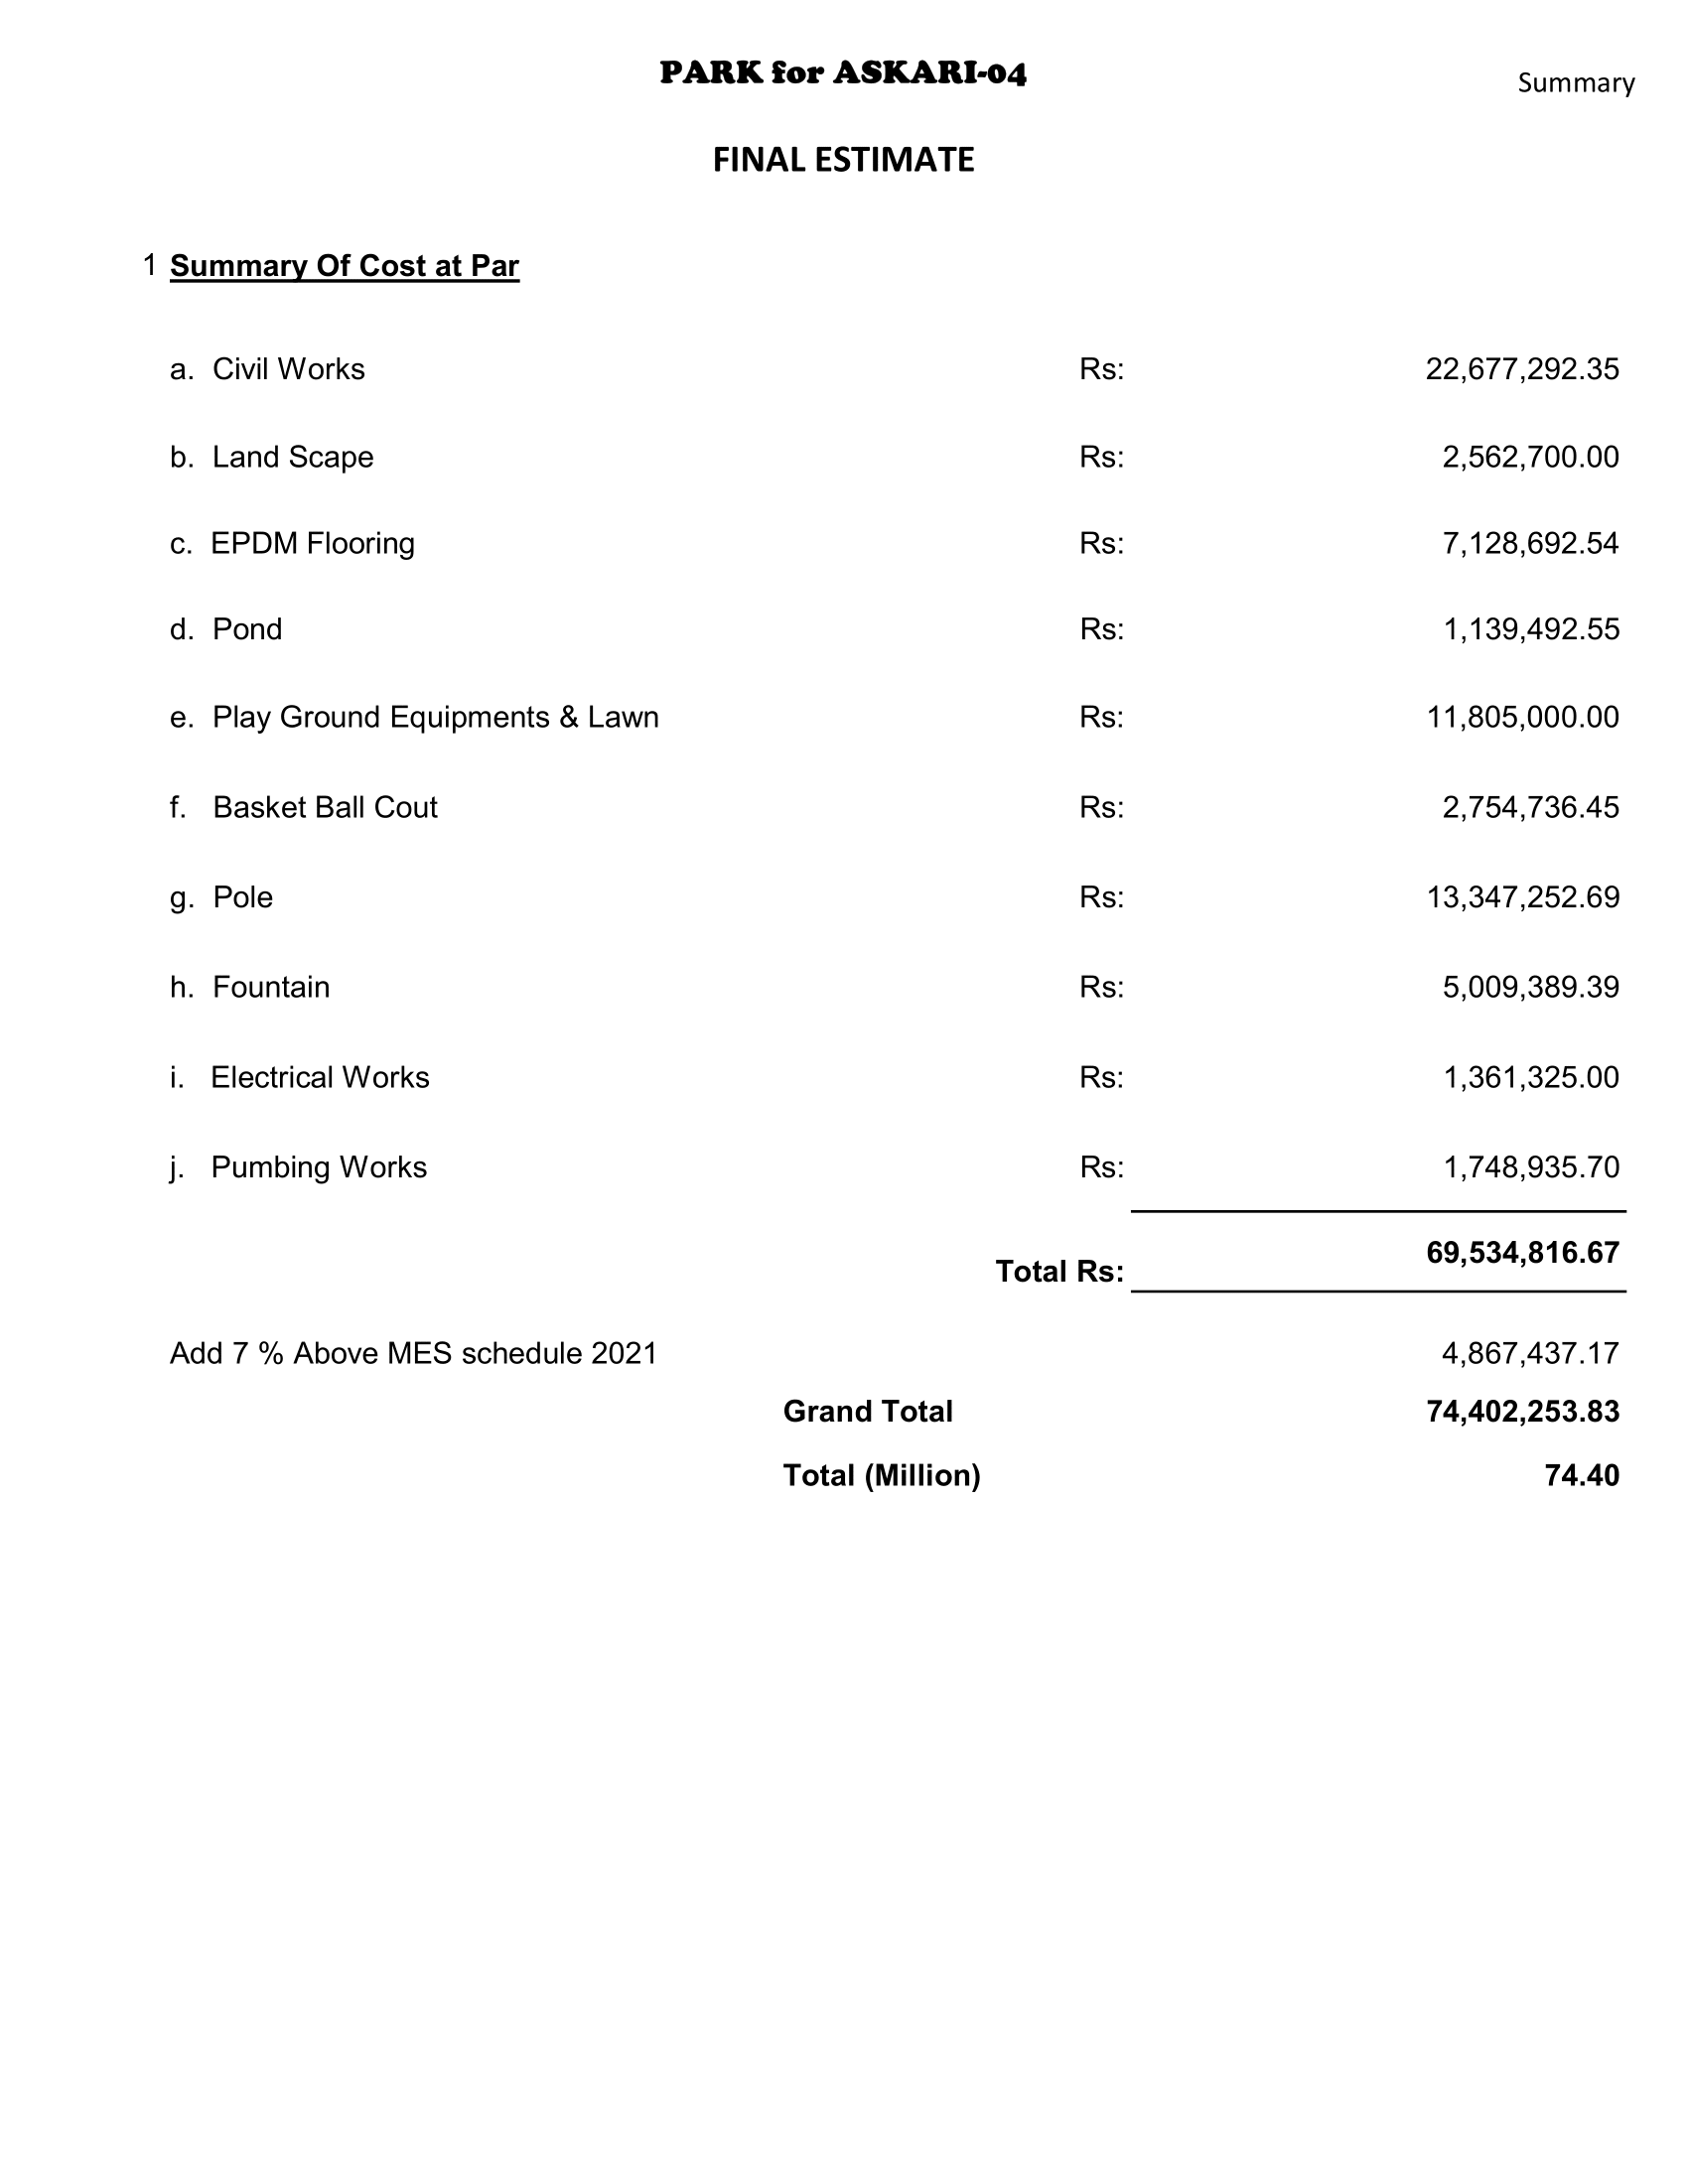 PARK for ASKARI-04
Summary
FINAL ESTIMATE
1 Summary Of Cost at Par
a. Civil Works Rs: 22,677,292.35
b. Land Scape Rs: 2,562,700.00
c. EPDM Flooring Rs: 7,128,692.54
d. Pond Rs: 1,139,492.55
e. Play Ground Equipments & Lawn Rs: 11,805,000.00
f. Basket Ball Cout Rs: 2,754,736.45
g. Pole Rs: 13,347,252.69
h. Fountain Rs: 5,009,389.39
i. Electrical Works Rs: 1,361,325.00
j. Pumbing Works Rs: 1,748,935.70
Total Rs: 69,534,816.67
Add 7 % Above MES schedule 2021 4,867,437.17
Grand Total 74,402,253.83
Total (Million) 74.40